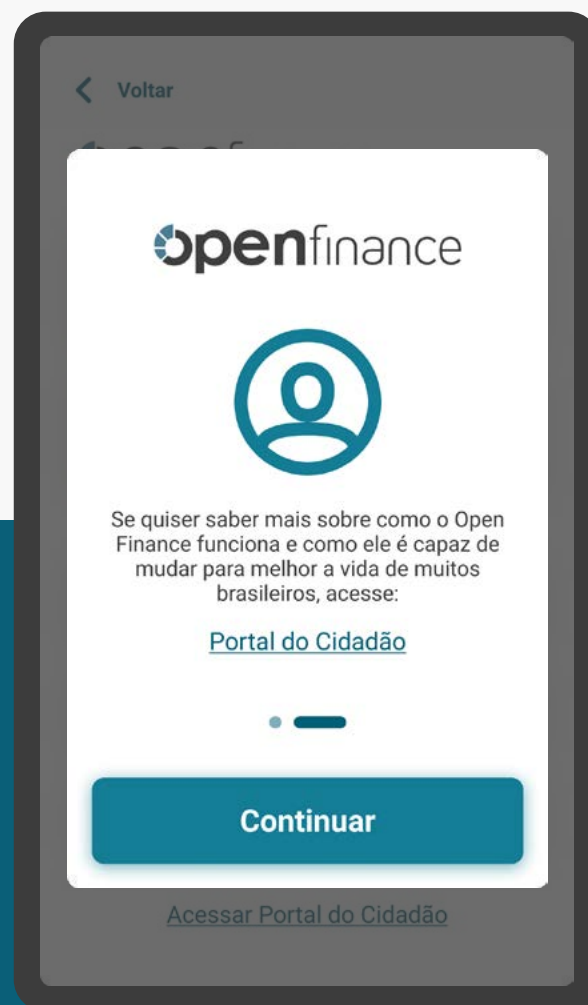 Voltar
openfinance
Se quiser saber mais sobre como o Open
Finance funciona e como ele é capaz de
mudar para melhor a vida de muitos
brasileiros, acesse:
Portal do Cidadão
Continuar
Acessar Portal do Cidadão